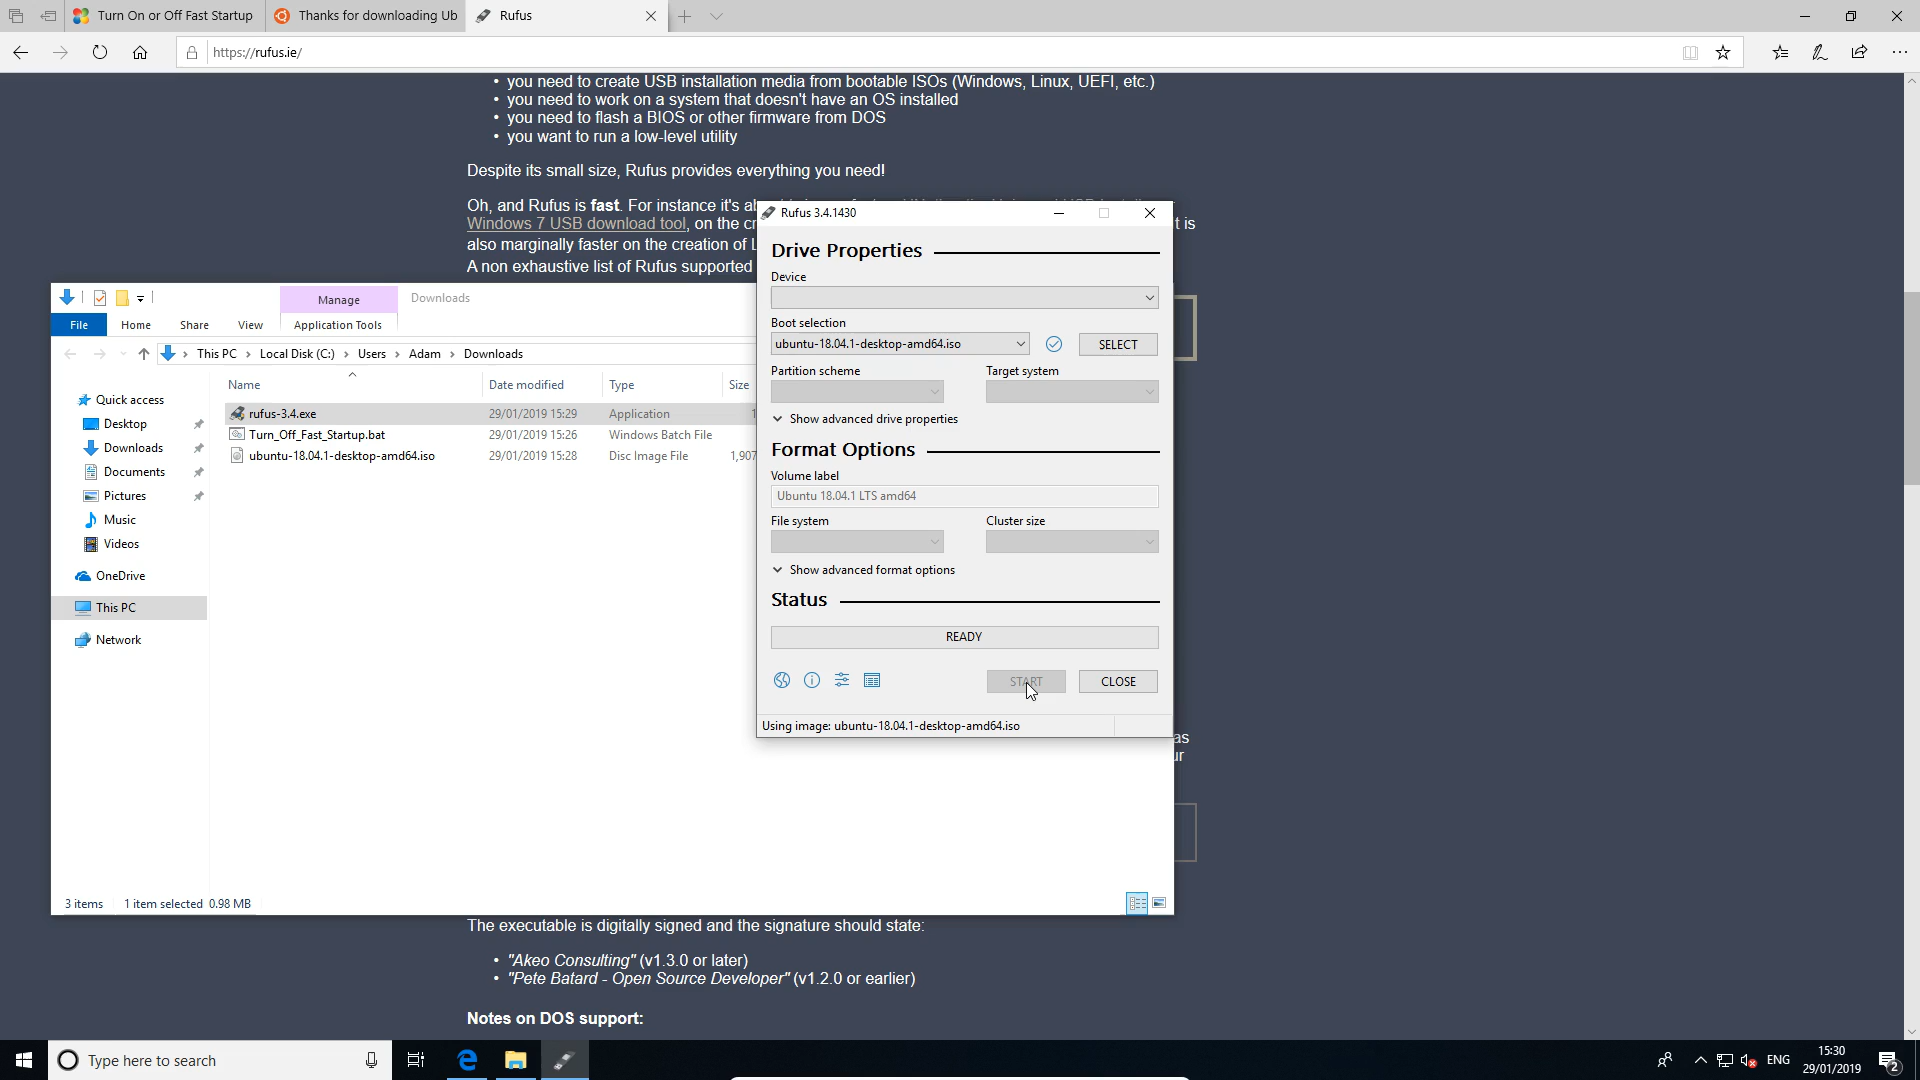 Turn On or Off Fast Startup
Thanks for downloading Ub
Rufus
https://rufus.ie/
• you need to create USB installation media from bootable ISOs (Windows, Linux, UEFI, etc.)
• you need to work on a system that doesn't have an OS installed
• you need to flash a BIOS or other firmware from DOS
• you want to run a low-level utility
Despite its small size, Rufus provides everything you need!
Oh, and Rufus is fast. For instance it's
Windows 7 USB download tool, on the
t is
also marginally faster on the creation of
A non exhaustive list of Rufus supported
Manage
Downloads
File
Home
Share
View
Application Tools
This PC > Local Disk (C:) > Users > Adam > Downloads
Name
Date modified
Type
Size
Quick access
Desktop
Downloads
Documents
Pictures
Music
Videos
OneDrive
This PC
Network
rufus-3.4.exe 29/01/2019 15:29 Application 1
Turn_Off_Fast_Startup.bat 29/01/2019 15:26 Windows Batch File
ubuntu-18.04.1-desktop-amd64.iso 29/01/2019 15:28 Disc Image File 1,907
3 items 1 item selected 0.98 MB
Rufus 3.4.1430
Drive Properties
Device
Boot selection
ubuntu-18.04.1-desktop-amd64.iso
SELECT
Partition scheme
Target system
Show advanced drive properties
Format Options
Volume label
Ubuntu 18.04.1 LTS amd64
File system
Cluster size
Show advanced format options
Status
READY
START
CLOSE
Using image: ubuntu-18.04.1-desktop-amd64.iso
as
ur
The executable is digitally signed and the signature should state:
• "Akeo Consulting" (v1.3.0 or later)
• "Pete Batard - Open Source Developer" (v1.2.0 or earlier)
Notes on DOS support:
Type here to search
ENG
15:30
29/01/2019
2